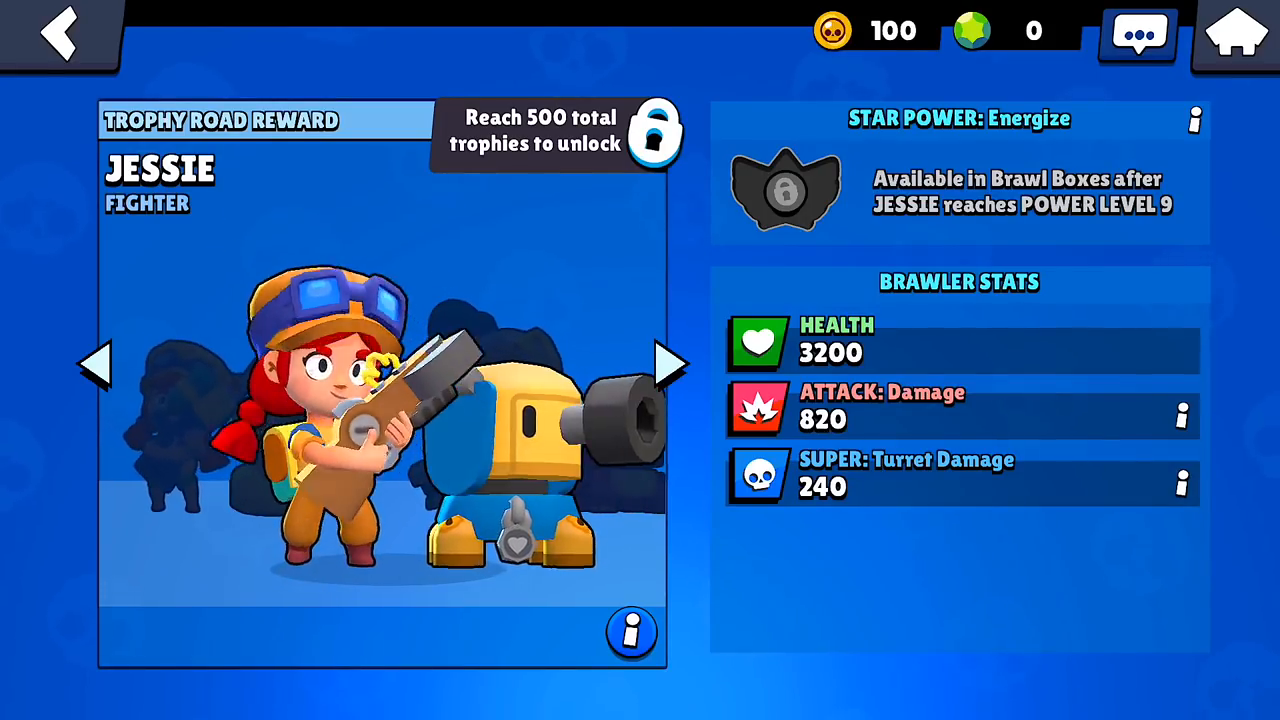 100
0
TROPHY ROAD REWARD
Reach 500 total
trophies to unlock
JESSIE
FIGHTER
STAR POWER: Energize
Available in Brawl Boxes after
JESSIE reaches POWER LEVEL 9
BRAWLER STATS
HEALTH
3200
ATTACK: Damage
820
SUPER: Turret Damage
240